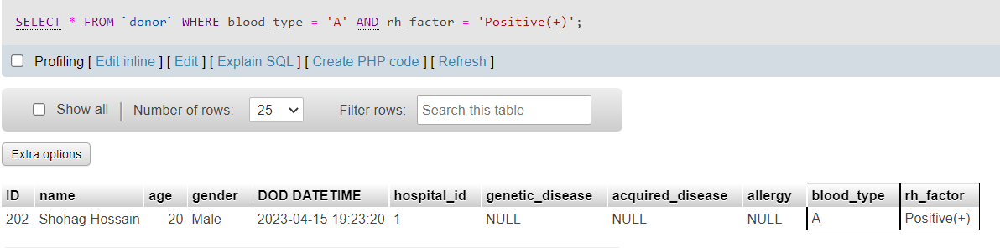 SELECT * FROM `donor` WHERE blood_type = 'A' AND rh_factor = 'Positive(+)';
Profiling [ Edit inline ] [ Edit ] [ Explain SQL ] [ Create PHP code ] [ Refresh ]
Show all Number of rows: 25 Filter rows: Search this table
Extra options
ID name age gender DOD DATETIME hospital_id genetic_disease acquired_disease allergy blood_type rh_factor
202 Shohag Hossain 20 Male 2023-04-15 19:23:20 1 NULL NULL NULL A Positive(+)